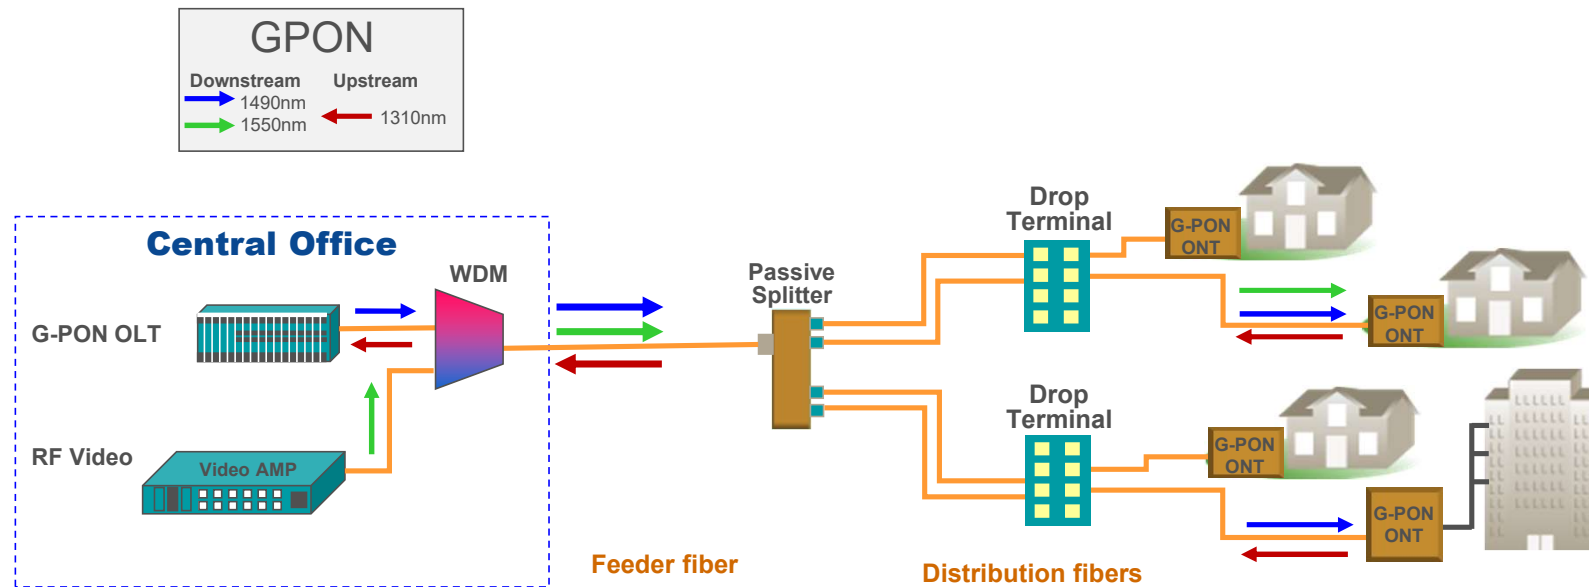 GPON
Downstream
Upstream
1490nm
1550nm
1310nm
Central Office
WDM
G-PON OLT
RF Video
Video AMP
Passive
Splitter
Drop
Terminal
G-PON
ONT
G-PON
ONT
Drop
Terminal
G-PON
ONT
G-PON
ONT
Feeder fiber
Distribution fibers